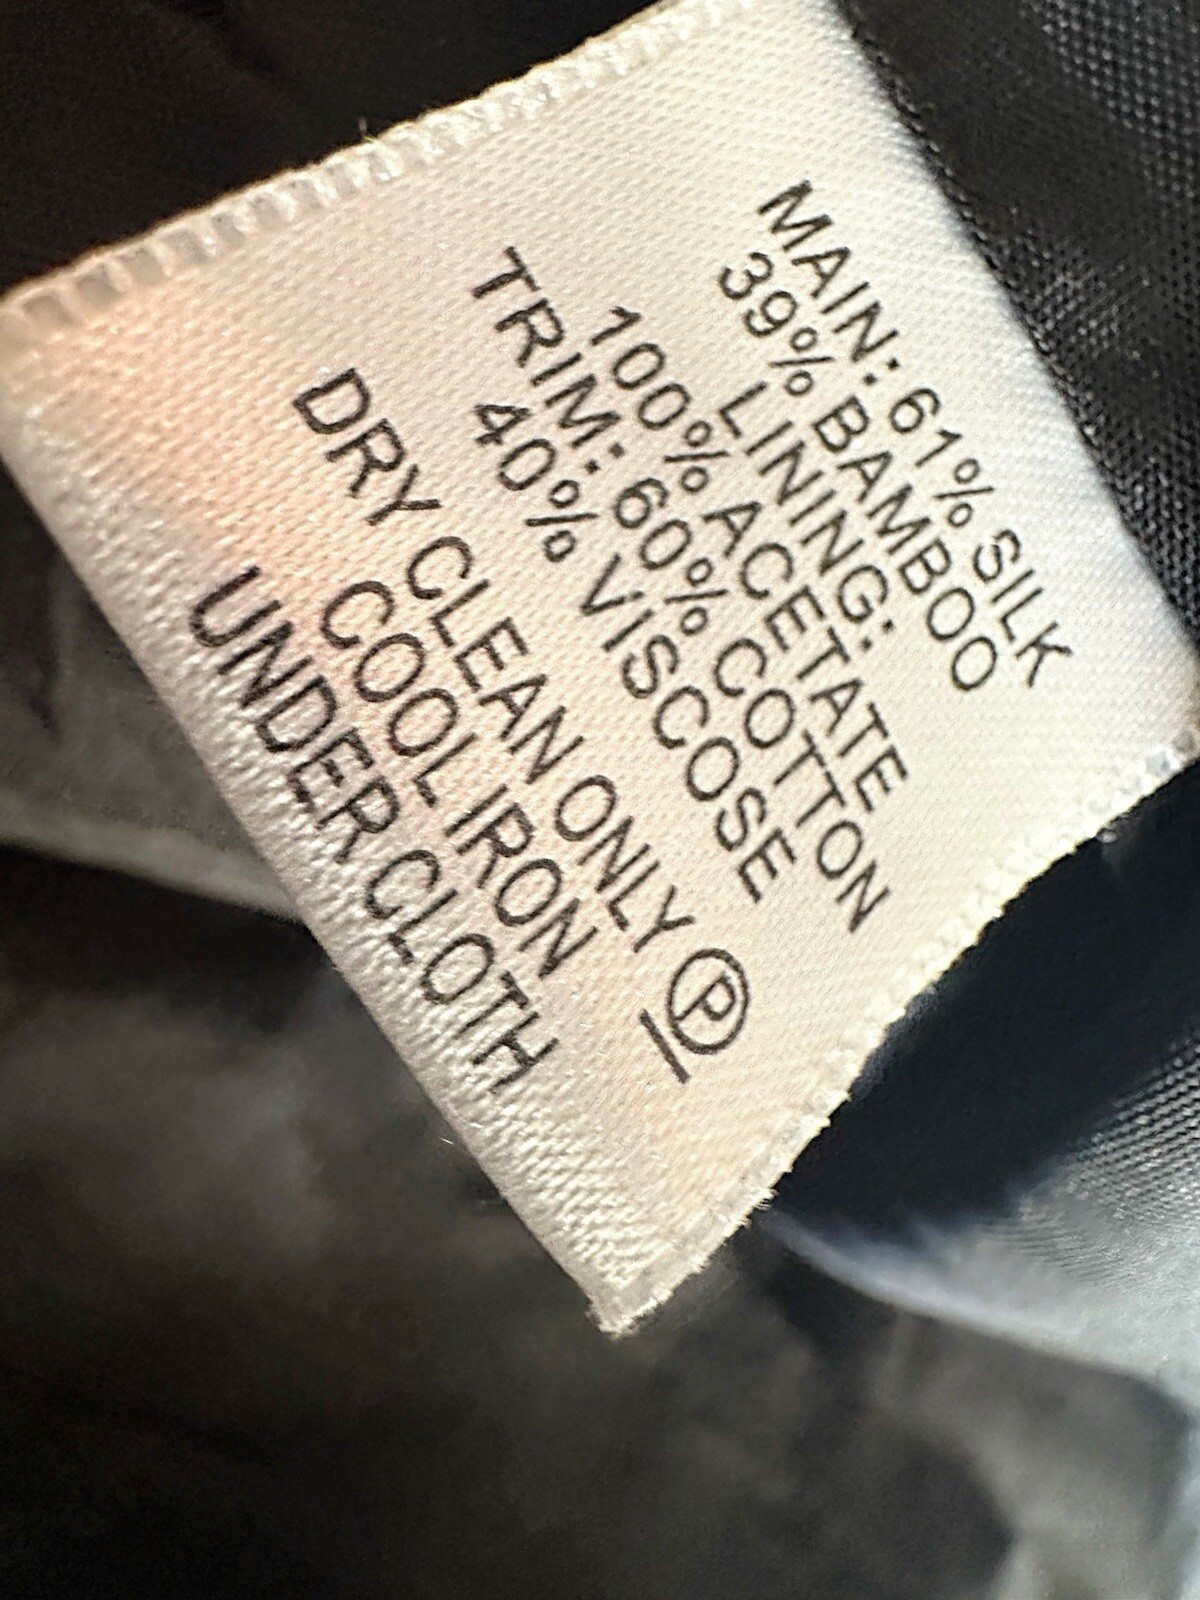 MAIN: 61% SILK
39% BAMBOO
LINING:
100% ACETATE
TRIM: 60% COTTON
40% VISCOSE
DRY CLEAN ONLY Ⓟ
COOL IRON
UNDER CLOTH